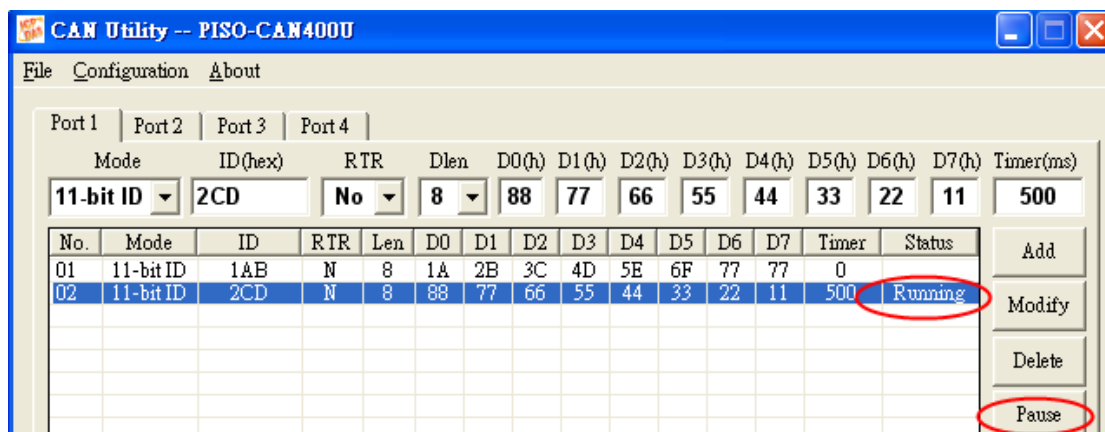 CAN Utility -- PISO-CAN400U
File Configuration About
Port 1 Port 2 Port 3 Port 4
Mode ID(hex) RTR Dlen D0(h) D1(h) D2(h) D3(h) D4(h) D5(h) D6(h) D7(h) Timer(ms)
11-bit ID 2CD No 8 88 77 66 55 44 33 22 11 500
No. Mode ID RTR Len D0 D1 D2 D3 D4 D5 D6 D7 Timer Status
Add
01 11-bit ID 1AB N 8 1A 2B 3C 4D 5E 6F 77 77 0
02 11-bit ID 2CD N 8 88 77 66 55 44 33 22 11 500 Running
Modify
Delete
Pause